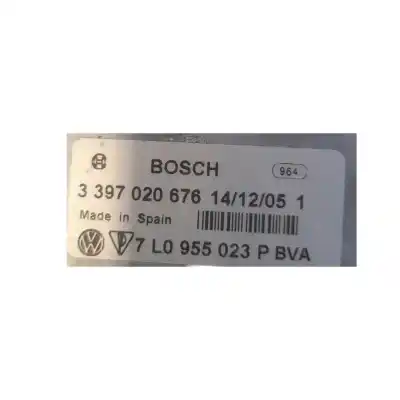 BOSCH 964
3 397 020 676 14/12/05 1
Made in Spain
7 L0 955 023 P BVA